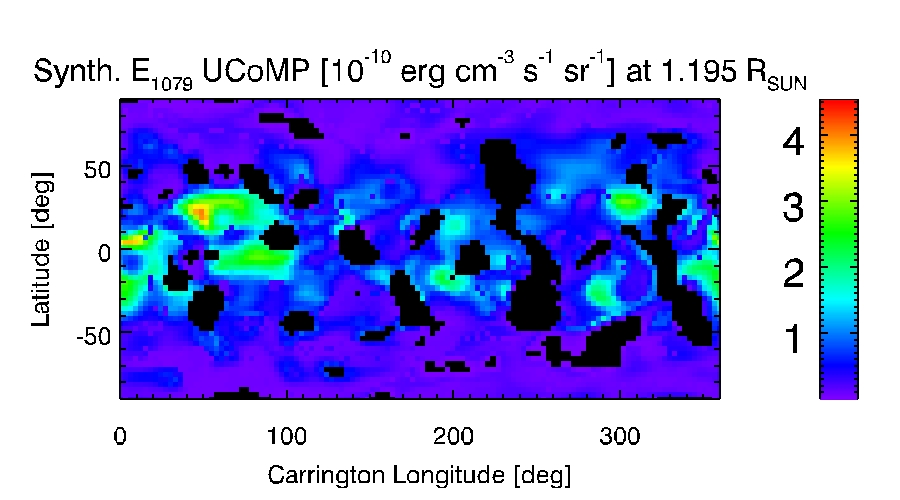 Synth. E1079 UCoMP [10-10 erg cm-3 s-1 sr-1] at 1.195 RSUN
50
0
-50
Latitude [deg]
0 100 200 300
Carrington Longitude [deg]
4
3
2
1